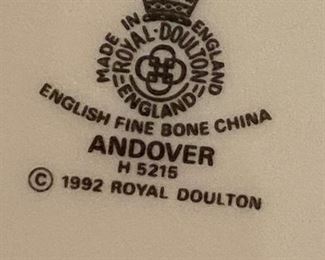 MADE IN ENGLAND
ROYAL DOULTON
ENGLAND
ENGLISH FINE BONE CHINA
ANDOVER
H 5215
© 1992 ROYAL DOULTON